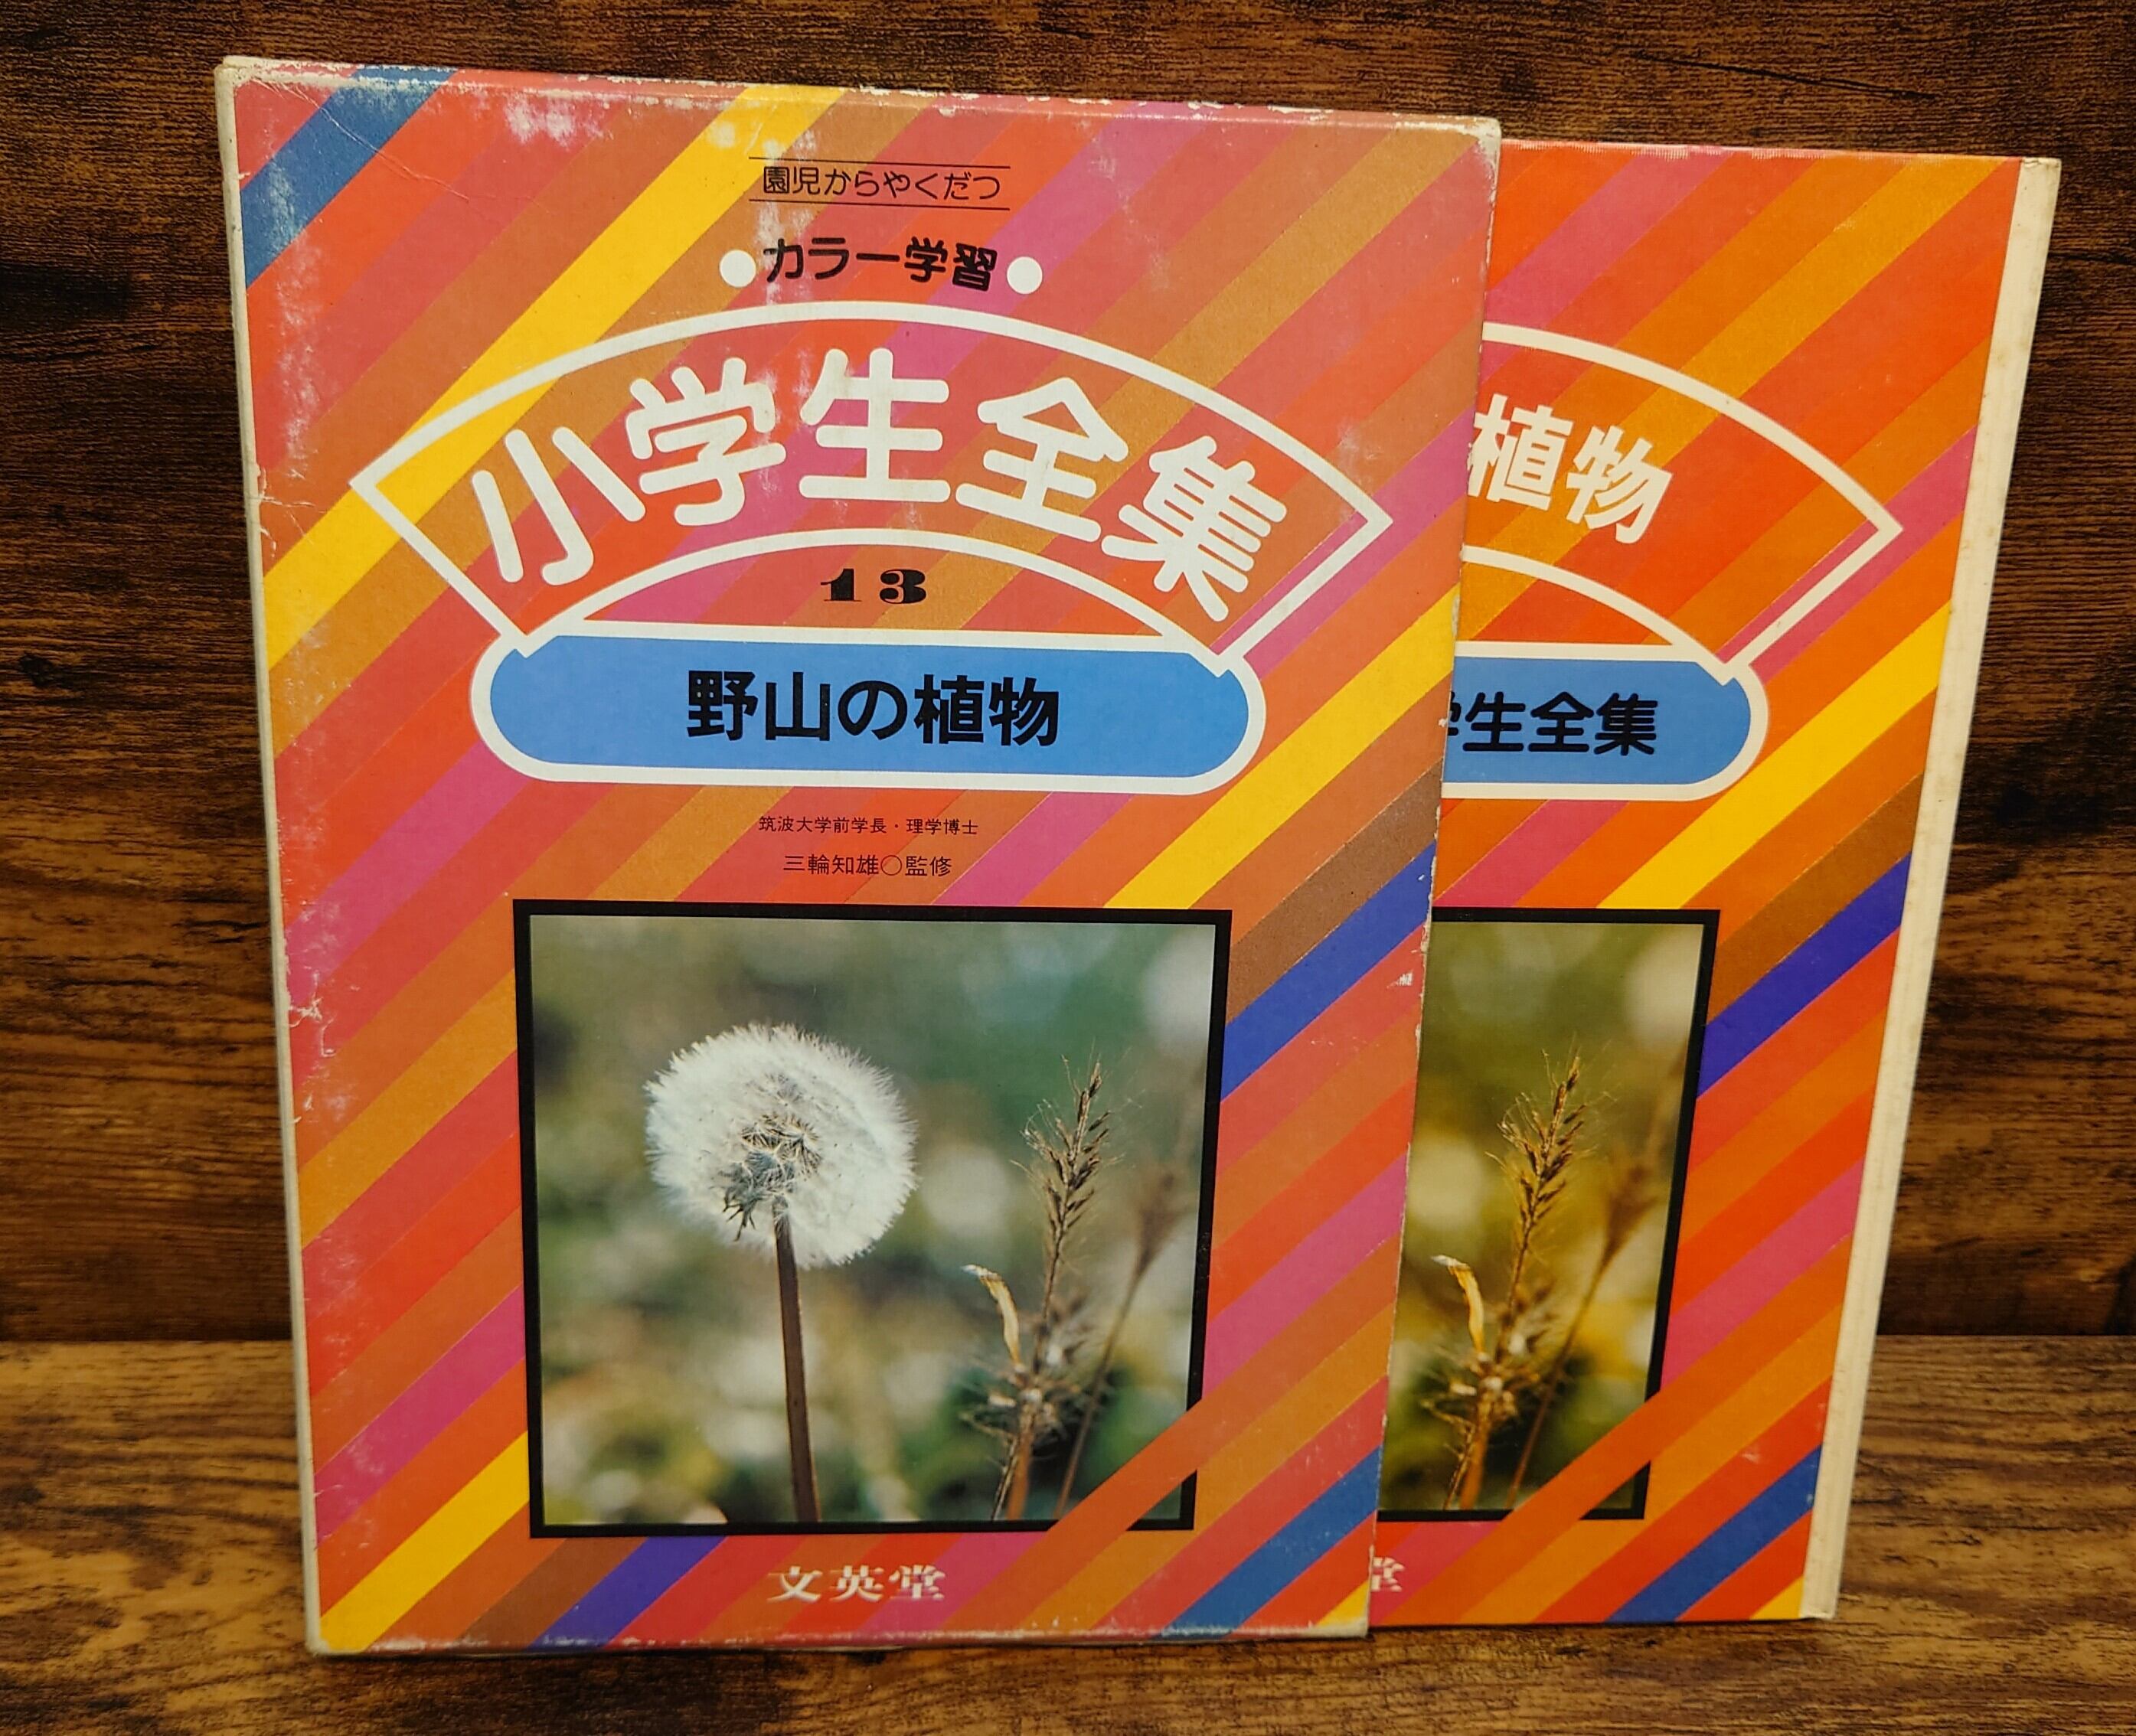 園児からやくだつ
●カラー学習●
小学生全集
13
野山の植物
筑波大学前学長・理学博士
三輪知雄○監修
文英堂
植物
学生全集
堂